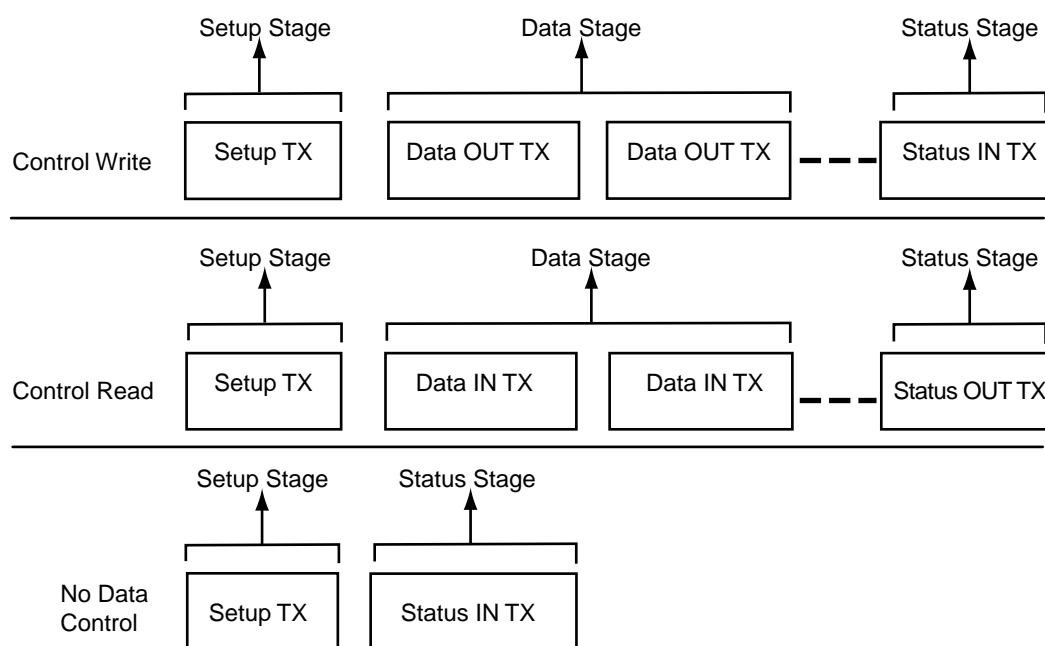 Setup Stage Data Stage Status Stage
Control Write Setup TX Data OUT TX Data OUT TX Status IN TX
Setup Stage Data Stage Status Stage
Control Read Setup TX Data IN TX Data IN TX Status OUT TX
Setup Stage Status Stage
No Data
Control Setup TX Status IN TX